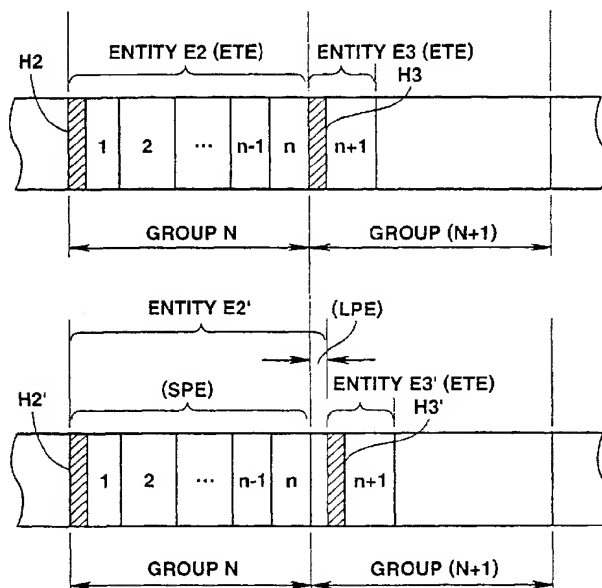 ENTITY E2 (ETE) ENTITY E3 (ETE)
H2 H3
1 2 ... n-1 n n+1
GROUP N GROUP (N+1)
ENTITY E2' (LPE)
(SPE) ENTITY E3' (ETE)
H2' H3'
1 2 ... n-1 n n+1
GROUP N GROUP (N+1)